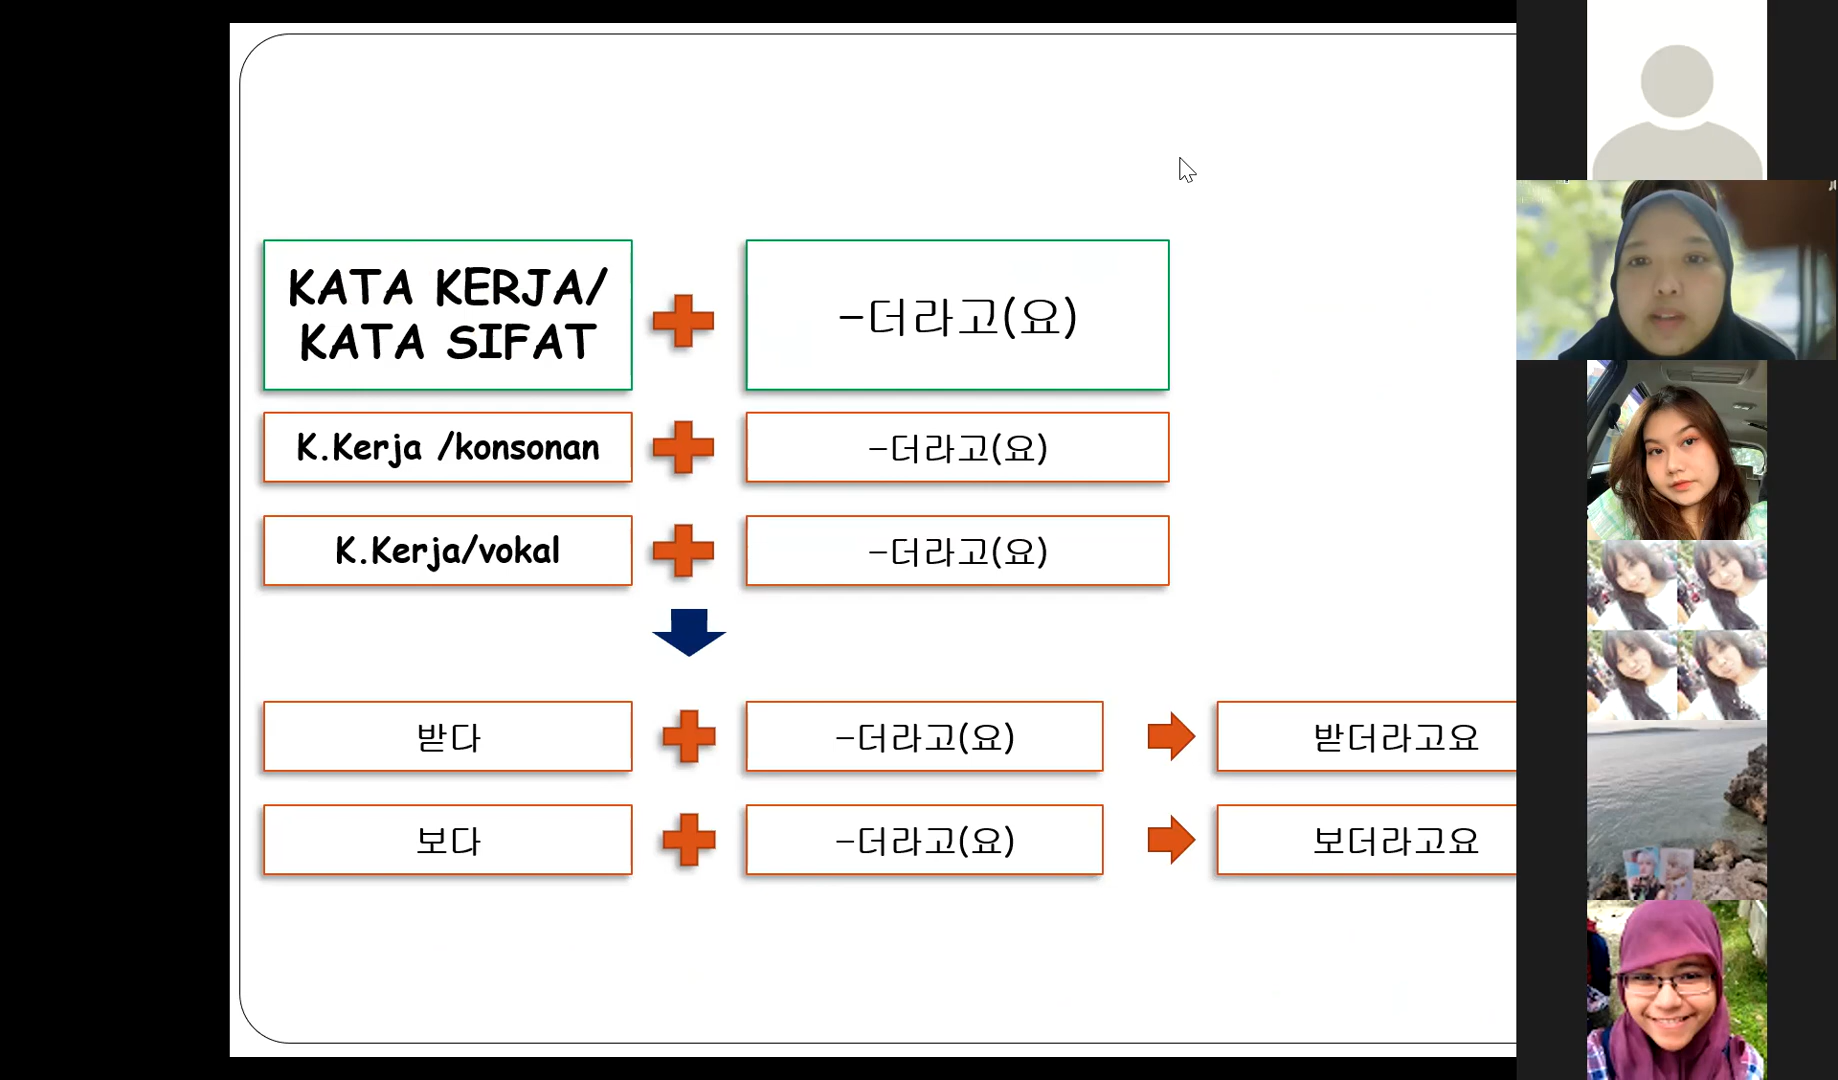 KATA KERJA/
KATA SIFAT
-더라고(요)
K.Kerja /konsonan
-더라고(요)
K.Kerja/vokal
-더라고(요)
받다
-더라고(요)
받더라고요
보다
-더라고(요)
보더라고요